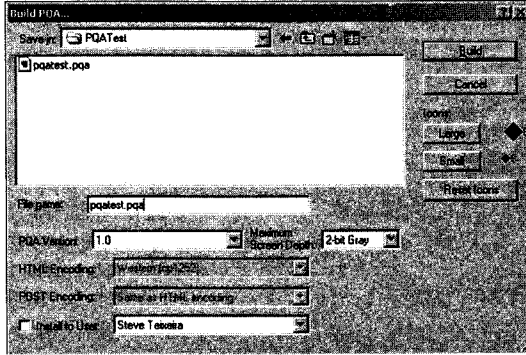 Build PQA...
Save in: PQATest
pqatest.pqa
Build
Cancel
Icons:
Large
Small
Reset Icons
File name: pqatest.pqa
PQA Version: 1.0
Maximum Screen Depth: 2-bit Gray
HTML Encoding: Western (cp1252)
POST Encoding: Same as HTML encoding
Install to User: Steve Teixeira